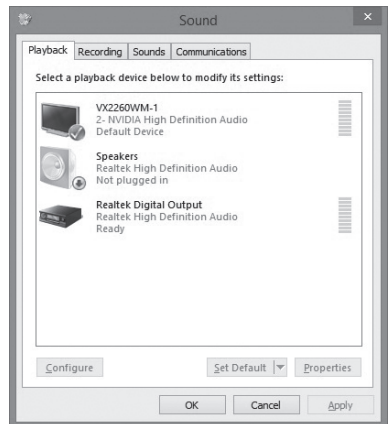 Sound
Playback Recording Sounds Communications
Select a playback device below to modify its settings:
VX2260WM-1
2- NVIDIA High Definition Audio
Default Device
Speakers
Realtek High Definition Audio
Not plugged in
Realtek Digital Output
Realtek High Definition Audio
Ready
Configure Set Default Properties
OK Cancel Apply